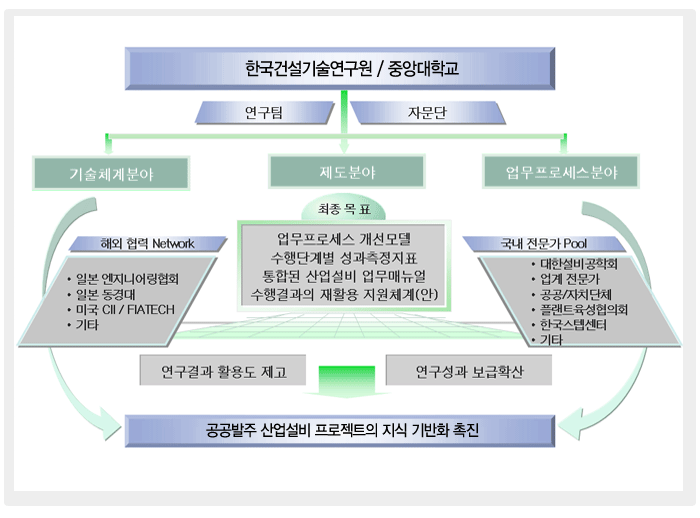 한국건설기술연구원 / 중앙대학교
연구팀
자문단
기술체계분야
제도분야
업무프로세스분야
최종 목표
해외 협력 Network
• 일본 엔지니어링협회
• 일본 동경대
• 미국 CII / FIATECH
• 기타
업무프로세스 개선모델
수행단계별 성과측정지표
통합된 산업설비 업무매뉴얼
수행결과의 재활용 지원체계(안)
국내 전문가 Pool
• 대한설비공학회
• 업계 전문가
• 공공/자치단체
• 플랜트육성협의회
• 한국스텝센터
• 기타
연구결과 활용도 제고
연구성과 보급확산
공공발주 산업설비 프로젝트의 지식 기반화 촉진